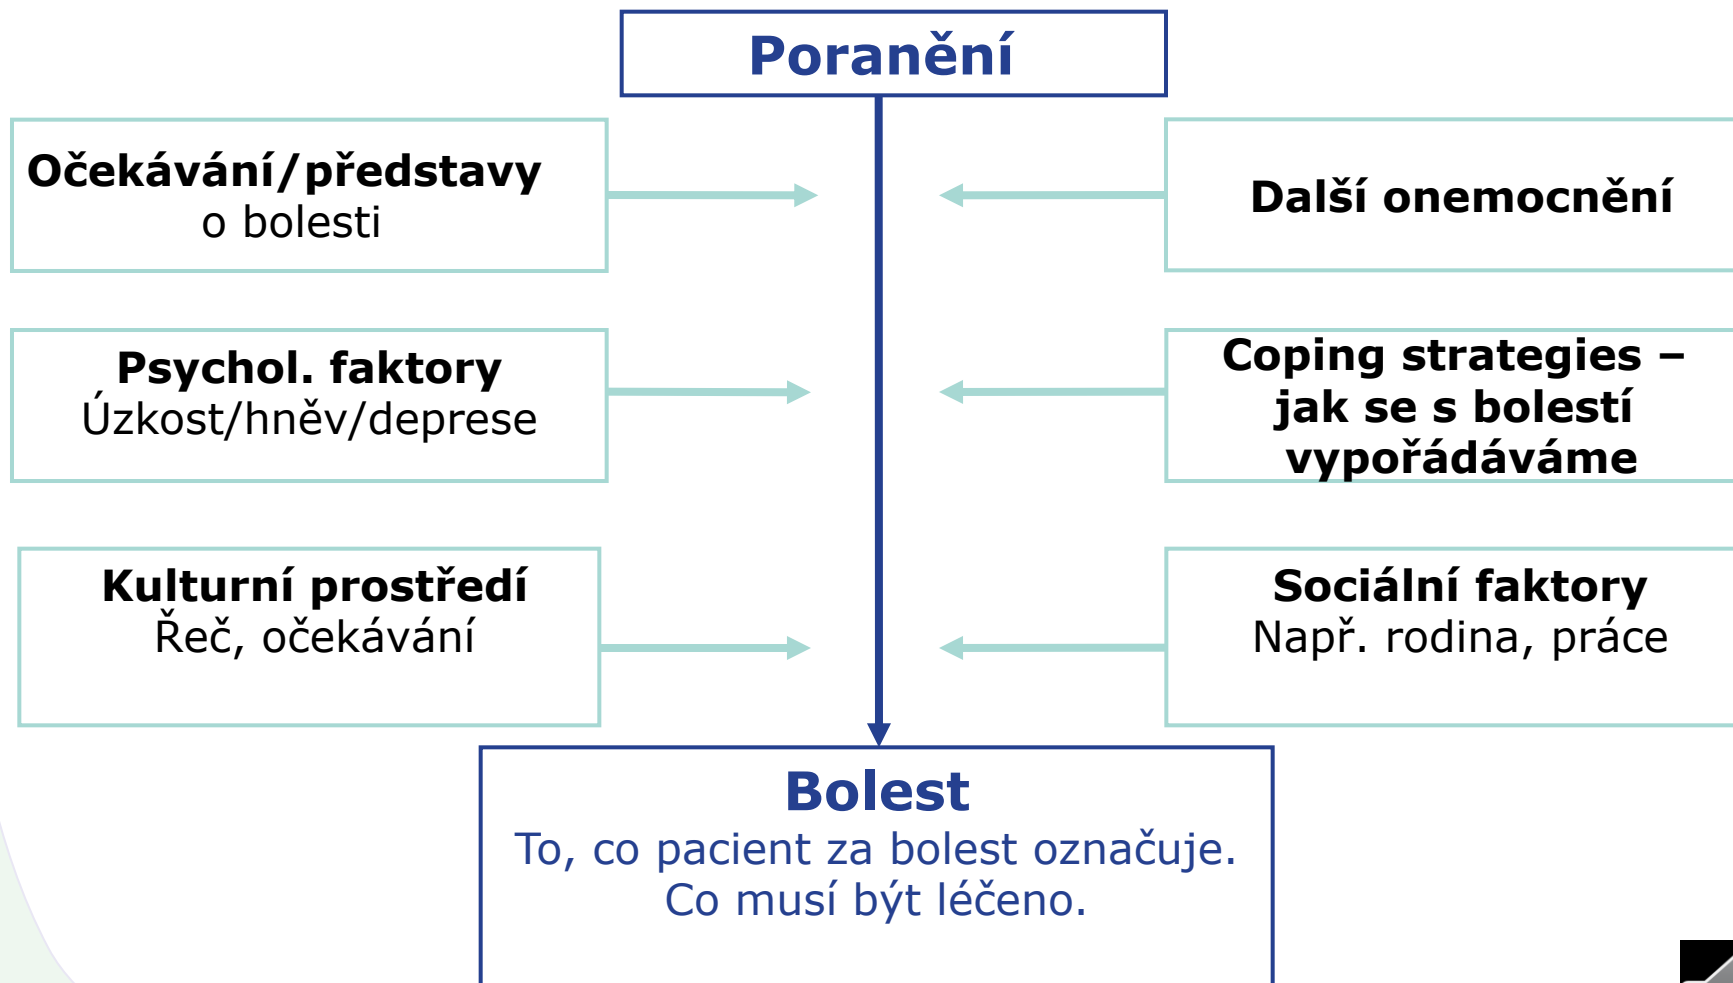 Poranění
Očekávání/představy
o bolesti
Další onemocnění
Psychol. faktory
Úzkost/hněv/deprese
Coping strategies –
jak se s bolestí
vypořádáváme
Kulturní prostředí
Řeč, očekávání
Sociální faktory
Např. rodina, práce
Bolest
To, co pacient za bolest označuje.
Co musí být léčeno.